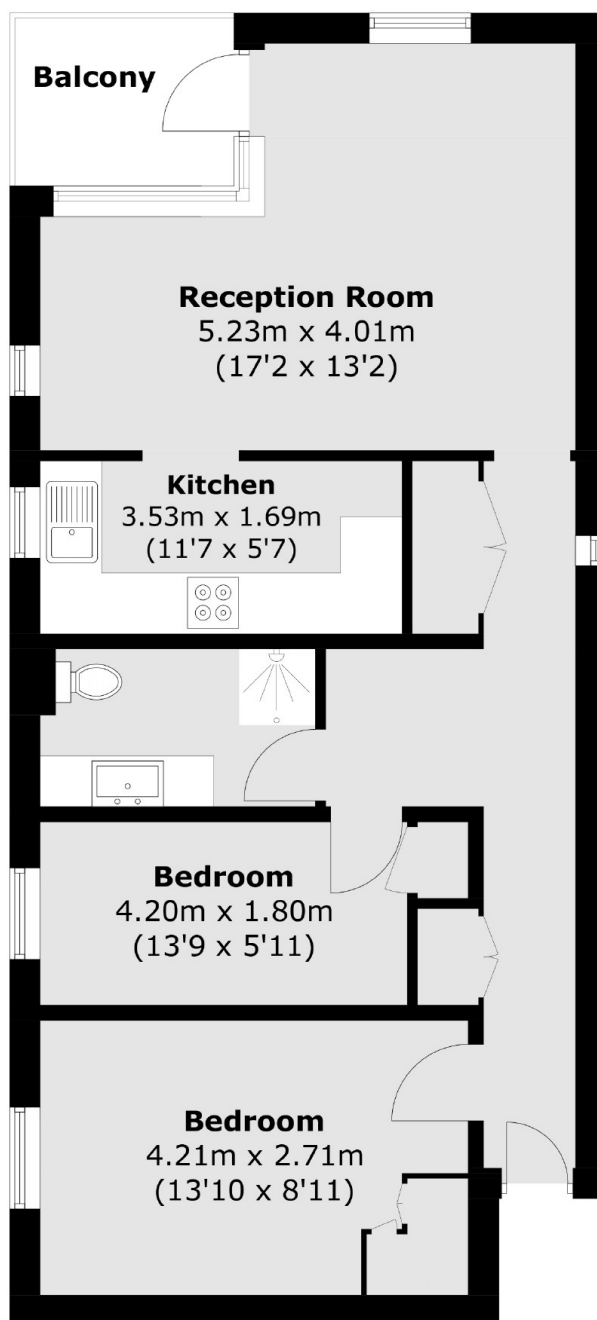 Balcony
Reception Room
5.23m x 4.01m
(17'2 x 13'2)
Kitchen
3.53m x 1.69m
(11'7 x 5'7)
Bedroom
4.20m x 1.80m
(13'9 x 5'11)
Bedroom
4.21m x 2.71m
(13'10 x 8'11)